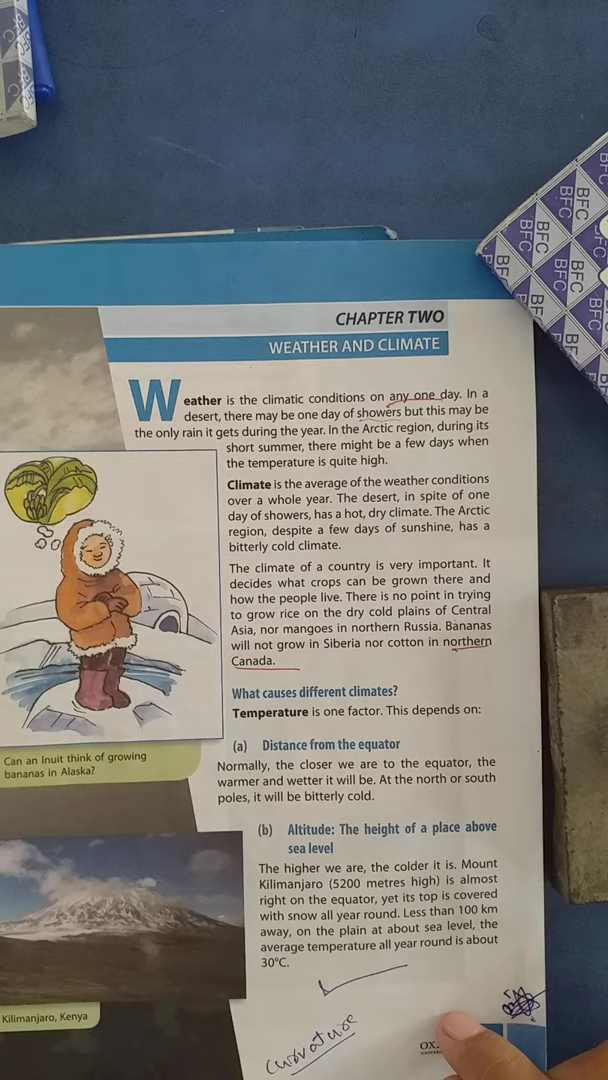 CHAPTER TWO
WEATHER AND CLIMATE
Weather is the climatic conditions on any one day. In a
desert, there may be one day of showers but this may be
the only rain it gets during the year. In the Arctic region, during its
short summer, there might be a few days when
the temperature is quite high.
Climate is the average of the weather conditions
over a whole year. The desert, in spite of one
day of showers, has a hot, dry climate. The Arctic
region, despite a few days of sunshine, has a
bitterly cold climate.
The climate of a country is very important. It
decides what crops can be grown there and
how the people live. There is no point in trying
to grow rice on the dry cold plains of Central
Asia, nor mangoes in northern Russia. Bananas
will not grow in Siberia nor cotton in northern
Canada.
Can an Inuit think of growing
bananas in Alaska?
What causes different climates?
Temperature is one factor. This depends on:
(a) Distance from the equator
Normally, the closer we are to the equator, the
warmer and wetter it will be. At the north or south
poles, it will be bitterly cold.
(b) Altitude: The height of a place above
sea level
The higher we are, the colder it is. Mount
Kilimanjaro (5200 metres high) is almost
right on the equator, yet its top is covered
with snow all year round. Less than 100 km
away, on the plain at about sea level, the
average temperature all year round is about
30°C.
Kilimanjaro, Kenya
curvature
BFC BFC
BFC BFC
BFC BFC
BFC BFC